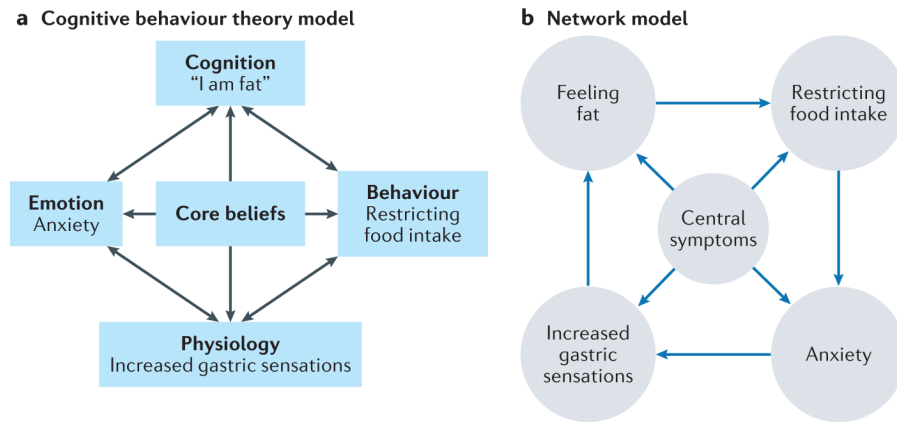 a Cognitive behaviour theory model
Cognition
“I am fat”
Emotion
Anxiety
Core beliefs
Behaviour
Restricting
food intake
Physiology
Increased gastric sensations
b Network model
Feeling
fat
Restricting
food intake
Central
symptoms
Increased
gastric
sensations
Anxiety